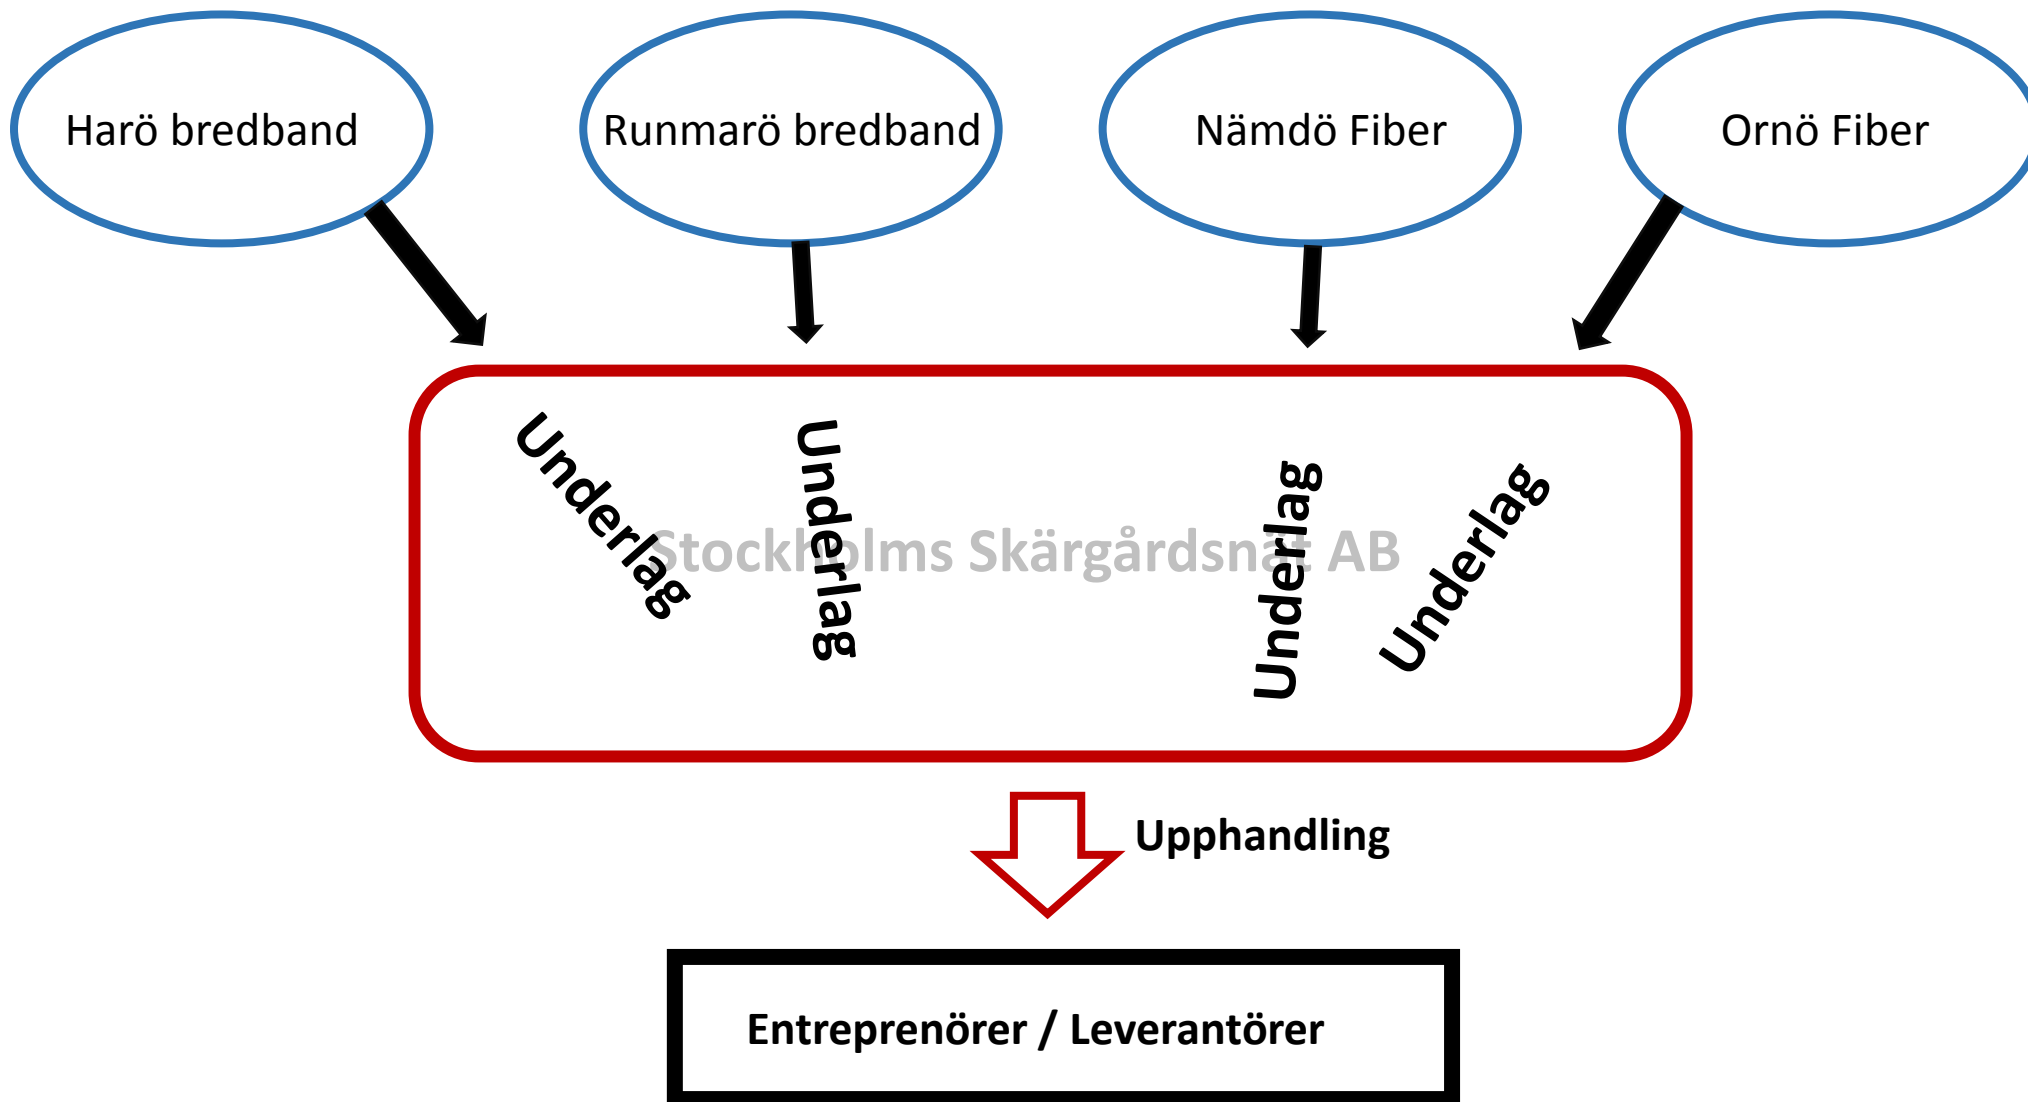 Harö bredband
Runmarö bredband
Nämdö Fiber
Ornö Fiber
Underlag
Underlag
Underlag
Underlag
Stockholms Skärgårdsnät AB
Upphandling
Entreprenörer / Leverantörer